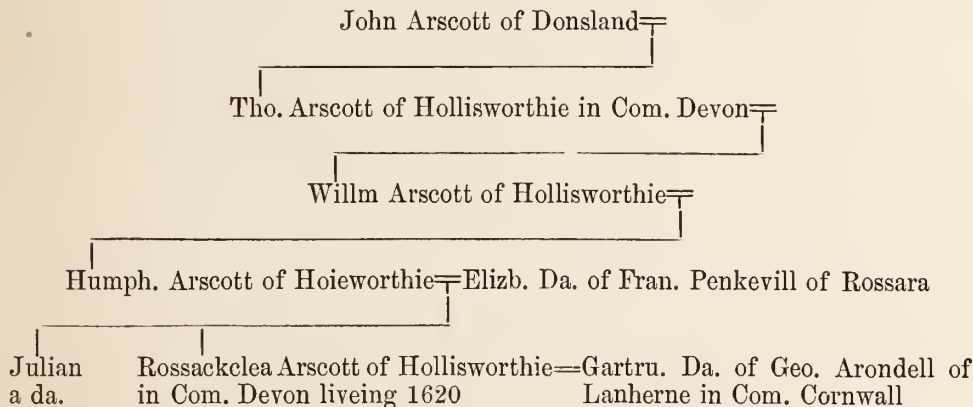 John Arscott of Donsland
Tho. Arscott of Hollisworthie in Com. Devon
Willm Arscott of Hollisworthie
Humph. Arscott of Hoieworthie=Elizb. Da. of Fran. Penkevill of Rossara
Julian Rossackclea Arscott of Hollisworthie=Gartru. Da. of Geo. Arondell of
a da. in Com. Devon liveing 1620 Lanherne in Com. Cornwall